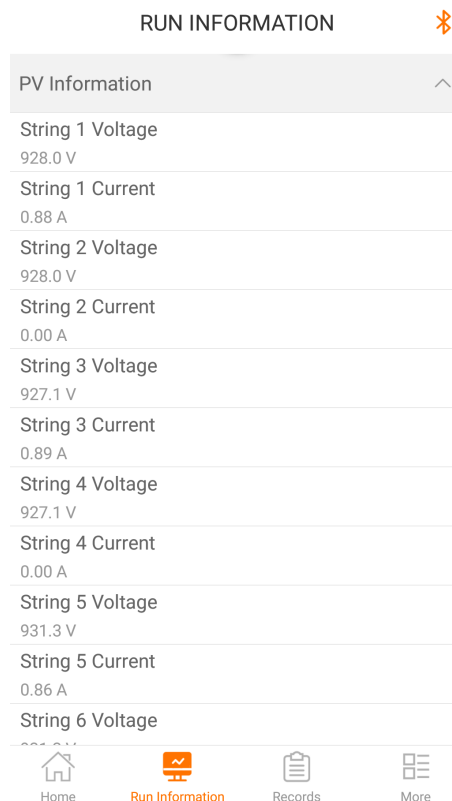 RUN INFORMATION
PV Information
String 1 Voltage
928.0 V
String 1 Current
0.88 A
String 2 Voltage
928.0 V
String 2 Current
0.00 A
String 3 Voltage
927.1 V
String 3 Current
0.89 A
String 4 Voltage
927.1 V
String 4 Current
0.00 A
String 5 Voltage
931.3 V
String 5 Current
0.86 A
String 6 Voltage
Home
Run Information
Records
More